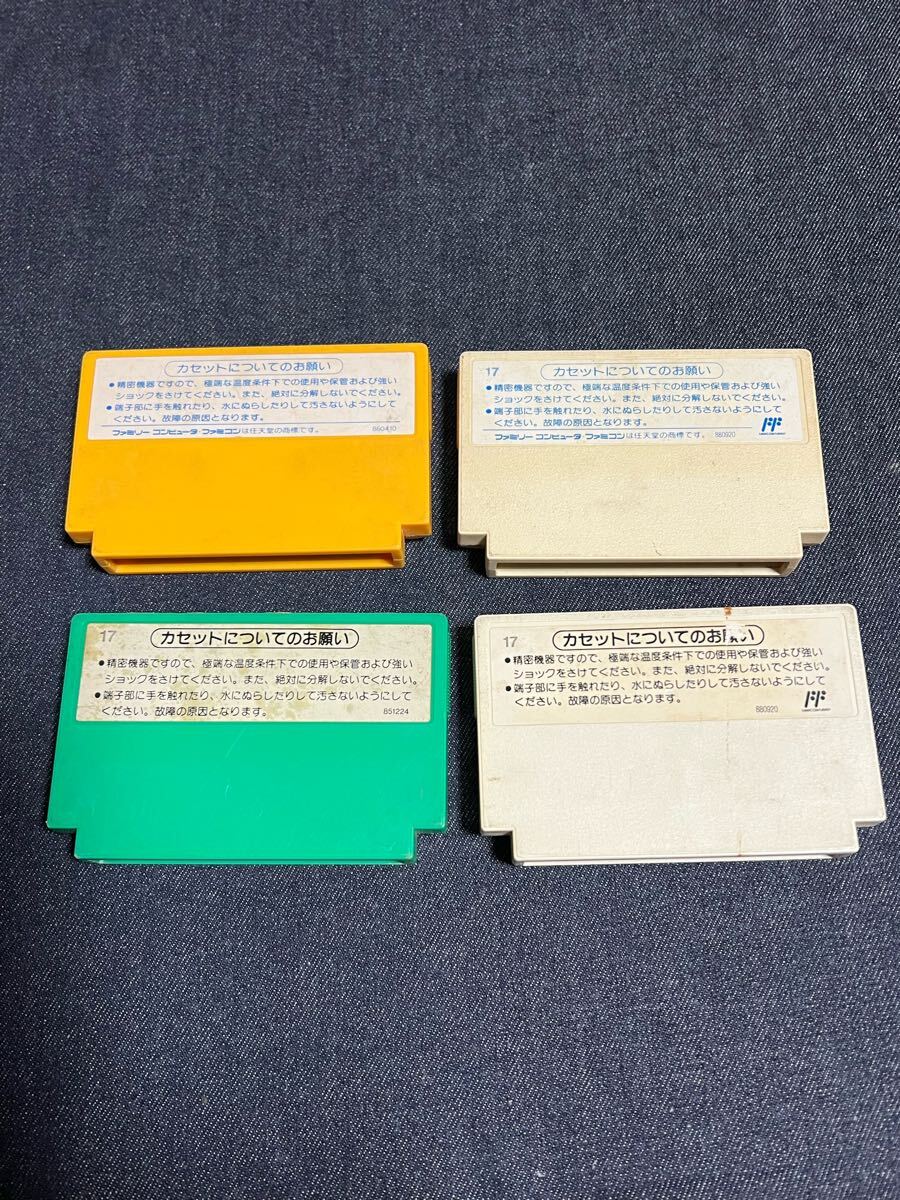 カセットについてのお願い
●精密機器ですので、極端な温度条件下での使用や保管および強い
ショックをさけてください。また、絶対に分解しないでください。
●端子部に手を触れたり、水にぬらしたりして汚さないようにして
ください。故障の原因となります。
ファミリーコンピュータ・ファミコンは任天堂の商標です。 860410
17 カセットについてのお願い
●精密機器ですので、極端な温度条件下での使用や保管および強い
ショックをさけてください。また、絶対に分解しないでください。
●端子部に手を触れたり、水にぬらしたりして汚さないようにして
ください。故障の原因となります。
ファミリーコンピュータ・ファミコンは任天堂の商標です。 880920
17 カセットについてのお願い
●精密機器ですので、極端な温度条件下での使用や保管および強い
ショックをさけてください。また、絶対に分解しないでください。
●端子部に手を触れたり、水にぬらしたりして汚さないようにして
ください。故障の原因となります。 851224
17 カセットについてのお願い
●精密機器ですので、極端な温度条件下での使用や保管および強い
ショックをさけてください。また、絶対に分解しないでください。
●端子部に手を触れたり、水にぬらしたりして汚さないようにして
ください。故障の原因となります。 880920